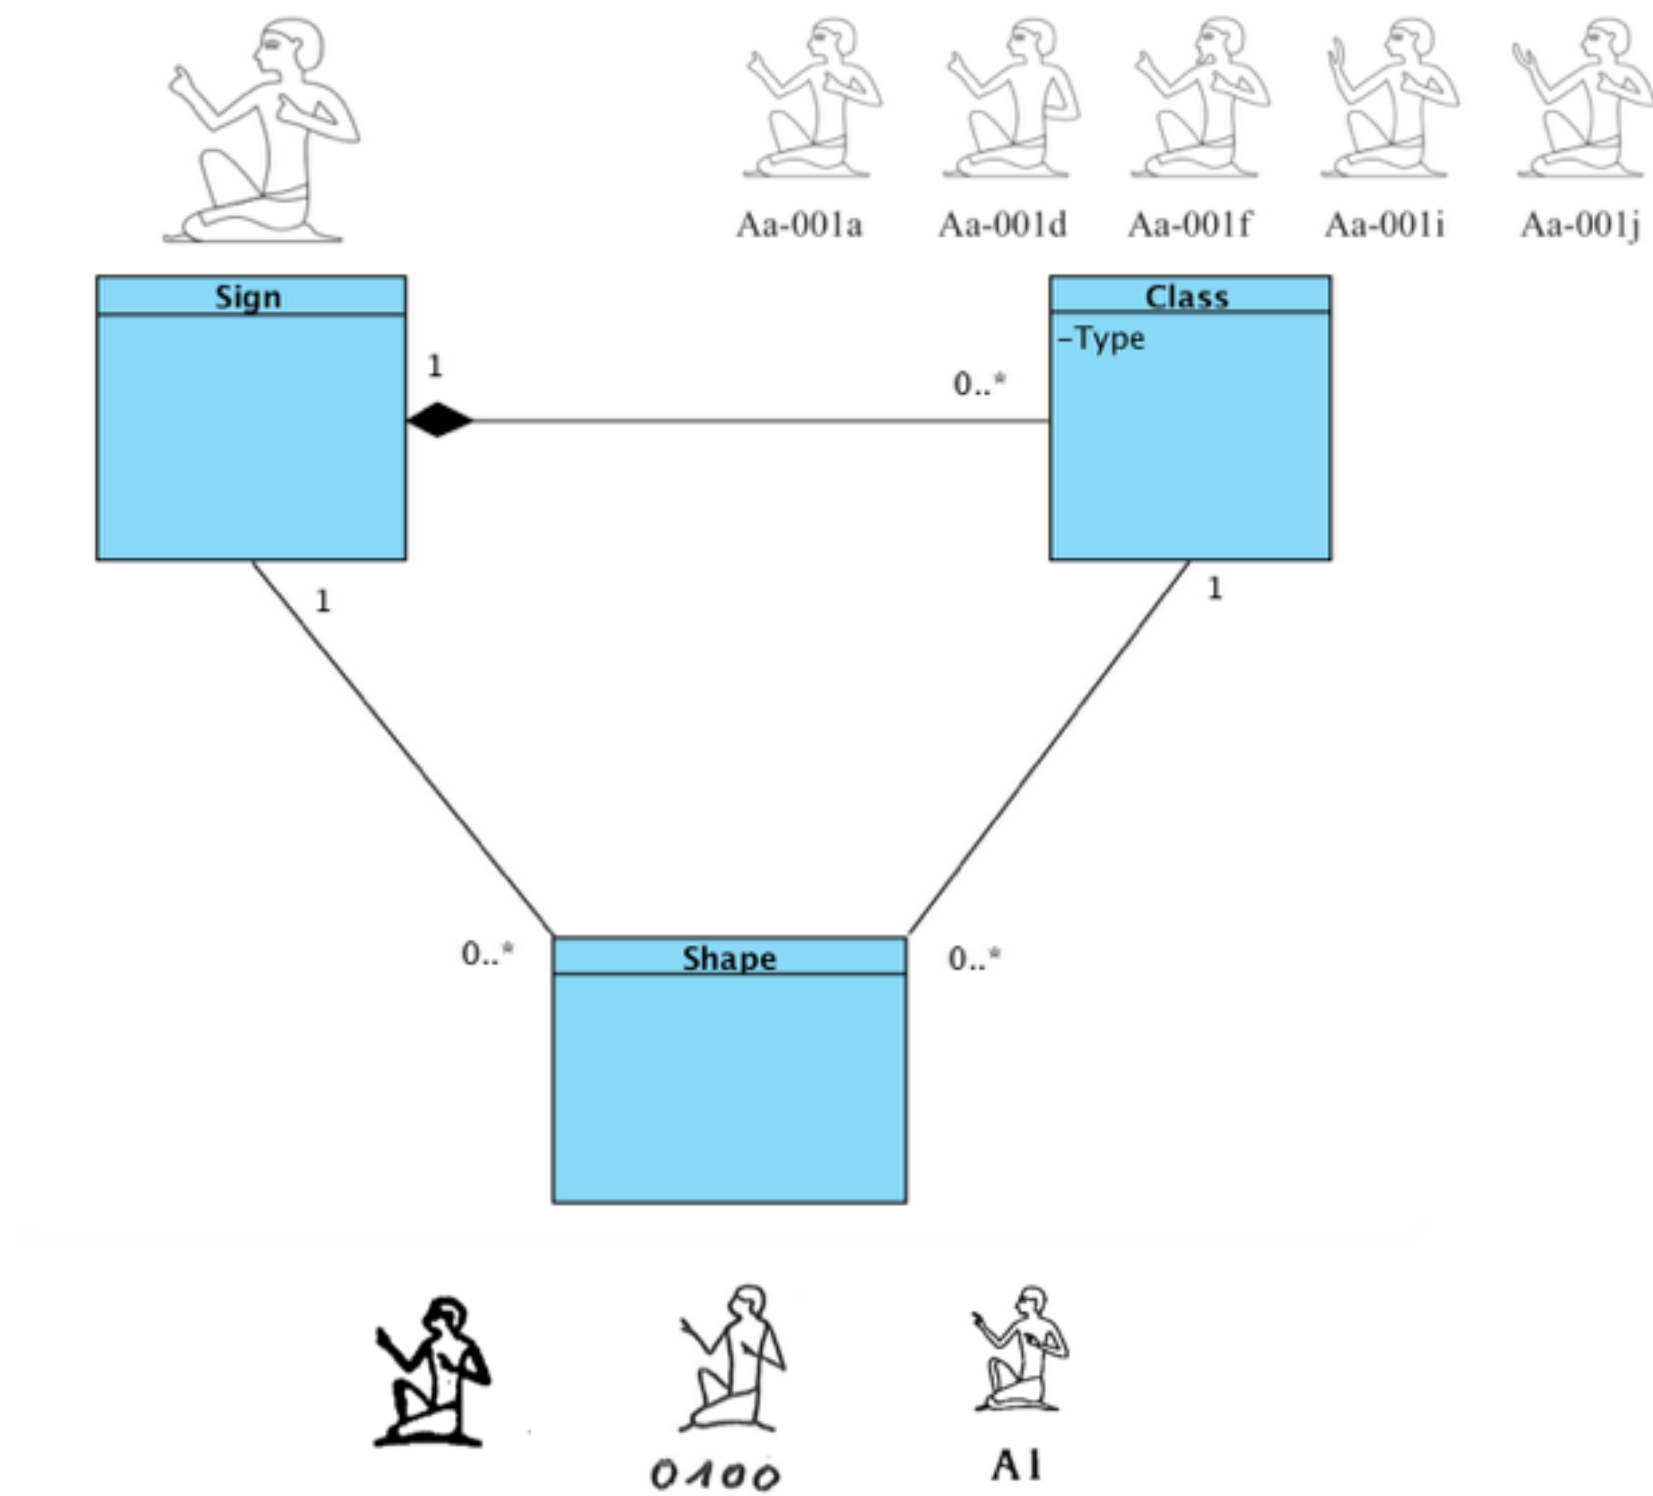 Aa-001a Aa-001d Aa-001f Aa-001i Aa-001j
Sign
Class
-Type
1
0..*
1
1
0..*
Shape
0..*
0100
A1